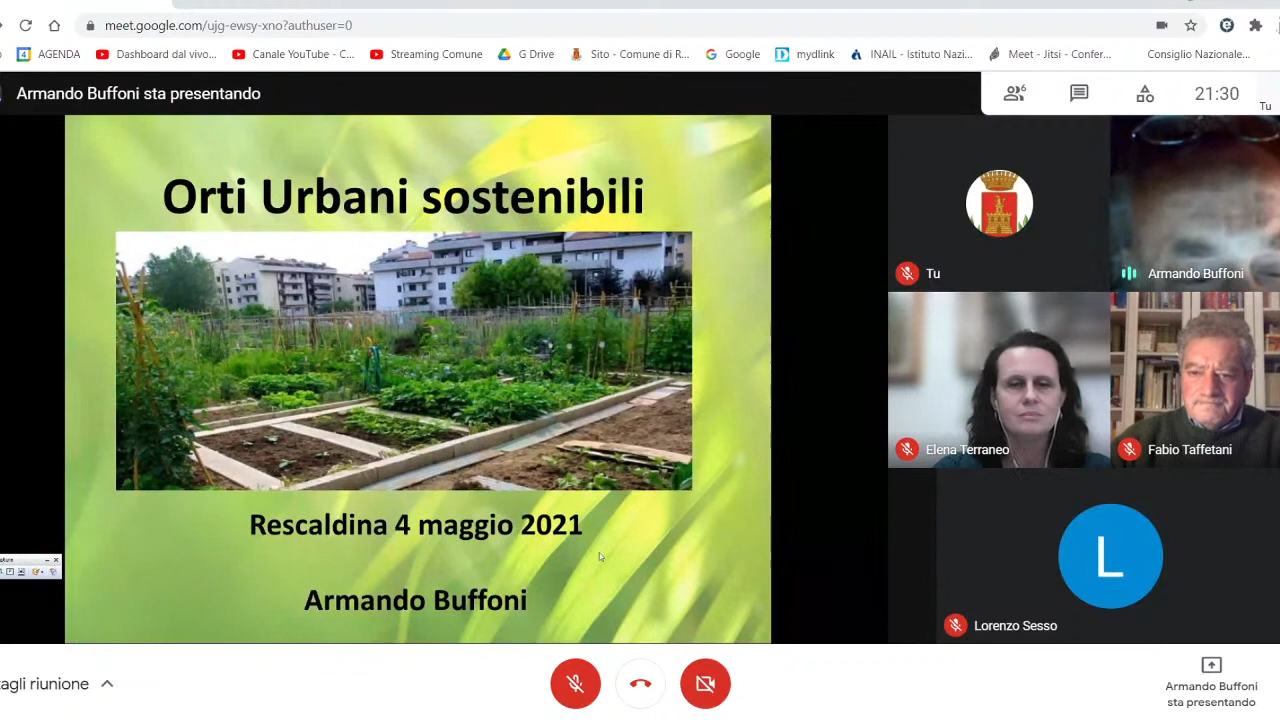 meet.google.com/ujg-ewsy-xno?authuser=0
4 AGENDA
Dashboard dal vivo...
Canale YouTube - C...
Streaming Comune
G Drive
Sito - Comune di R...
Google
mydlink
INAIL - Istituto Nazi...
Meet - Jitsi - Confer...
Consiglio Nazionale...
Armando Buffoni sta presentando
6
21:30
Tu
Orti Urbani sostenibili
Rescaldina 4 maggio 2021
Armando Buffoni
Tu
Armando Buffoni
Elena Terraneo
Fabio Taffetani
L
Lorenzo Sesso
tagli riunione
Armando Buffoni
sta presentando